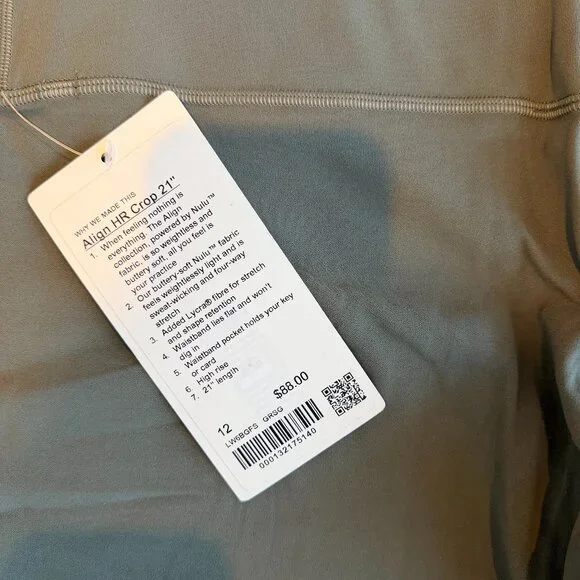 WHY WE MADE THIS
Align HR Crop 21"
1. When feeling nothing is
everything. The Align
collection, powered by Nulu™
fabric, is so weightless and
buttery soft, all you feel is
your practice
2. Our buttery-soft Nulu™ fabric
feels weightlessly light and is
sweat-wicking and four-way
stretch
3. Added Lycra® fibre for stretch
and shape retention
4. Waistband lies flat and won't
dig in
5. Waistband pocket holds your key
or card
6. High rise
7. 21" length
12
$88.00
LW6BGFS GRSG
000132175140